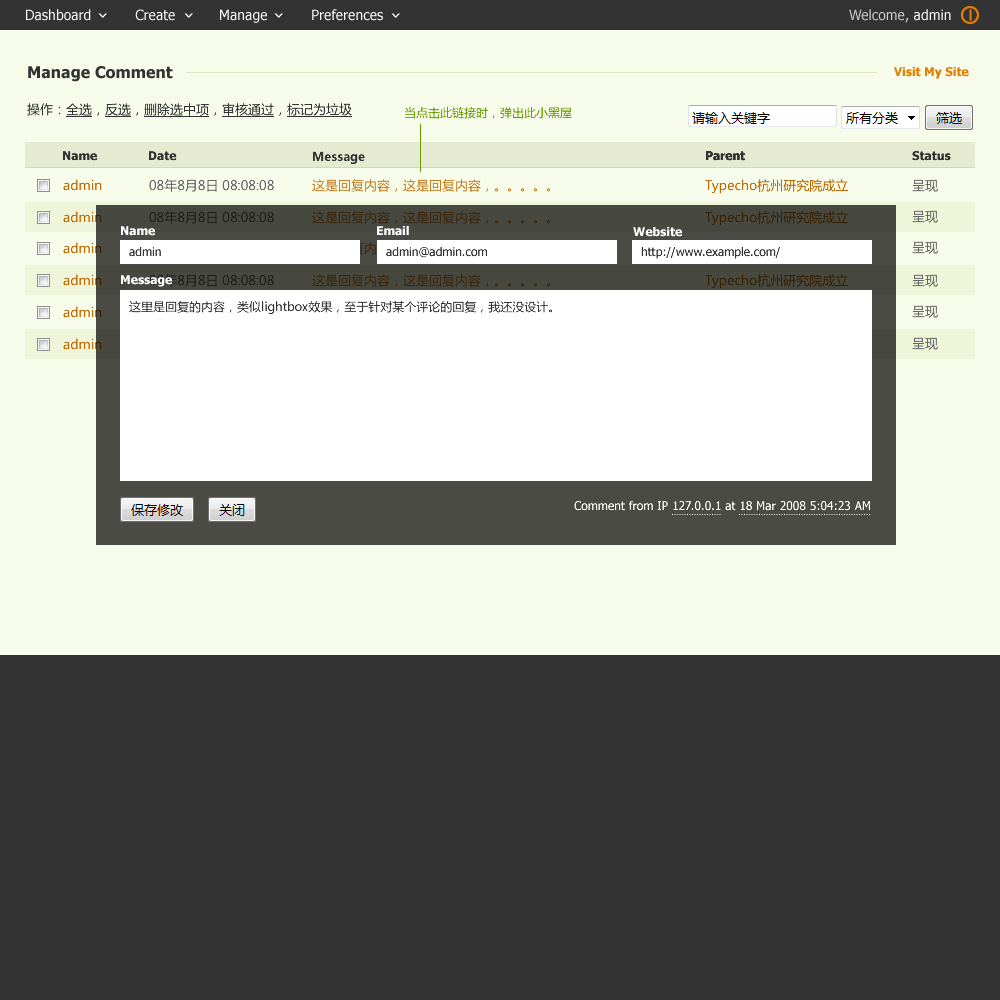 Dashboard Create Manage Preferences Welcome, admin
Manage Comment Visit My Site
操作：全选，反选，删除选中项，审核通过，标记为垃圾
当点击此链接时，弹出此小黑屋
请输入关键字 所有分类 筛选
Name Date Message Parent Status
admin 08年8月8日 08:08:08 这是回复内容，这是回复内容，。。。。。 Typecho杭州研究院成立 呈现
admin 08年8月8日 08:08:08 这是回复内容，这是回复内容，。。。。。 Typecho杭州研究院成立 呈现
Name Email Website
admin 呈现
admin admin@admin.com http://www.example.com/
admin 08年8月8日 08:08:08 这是回复内容，这是回复内容，。。。。。 Typecho杭州研究院成立 呈现
Message
这里是回复的内容，类似lightbox效果，至于针对某个评论的回复，我还没设计。
admin 呈现
admin 呈现
保存修改 关闭 Comment from IP 127.0.0.1 at 18 Mar 2008 5:04:23 AM